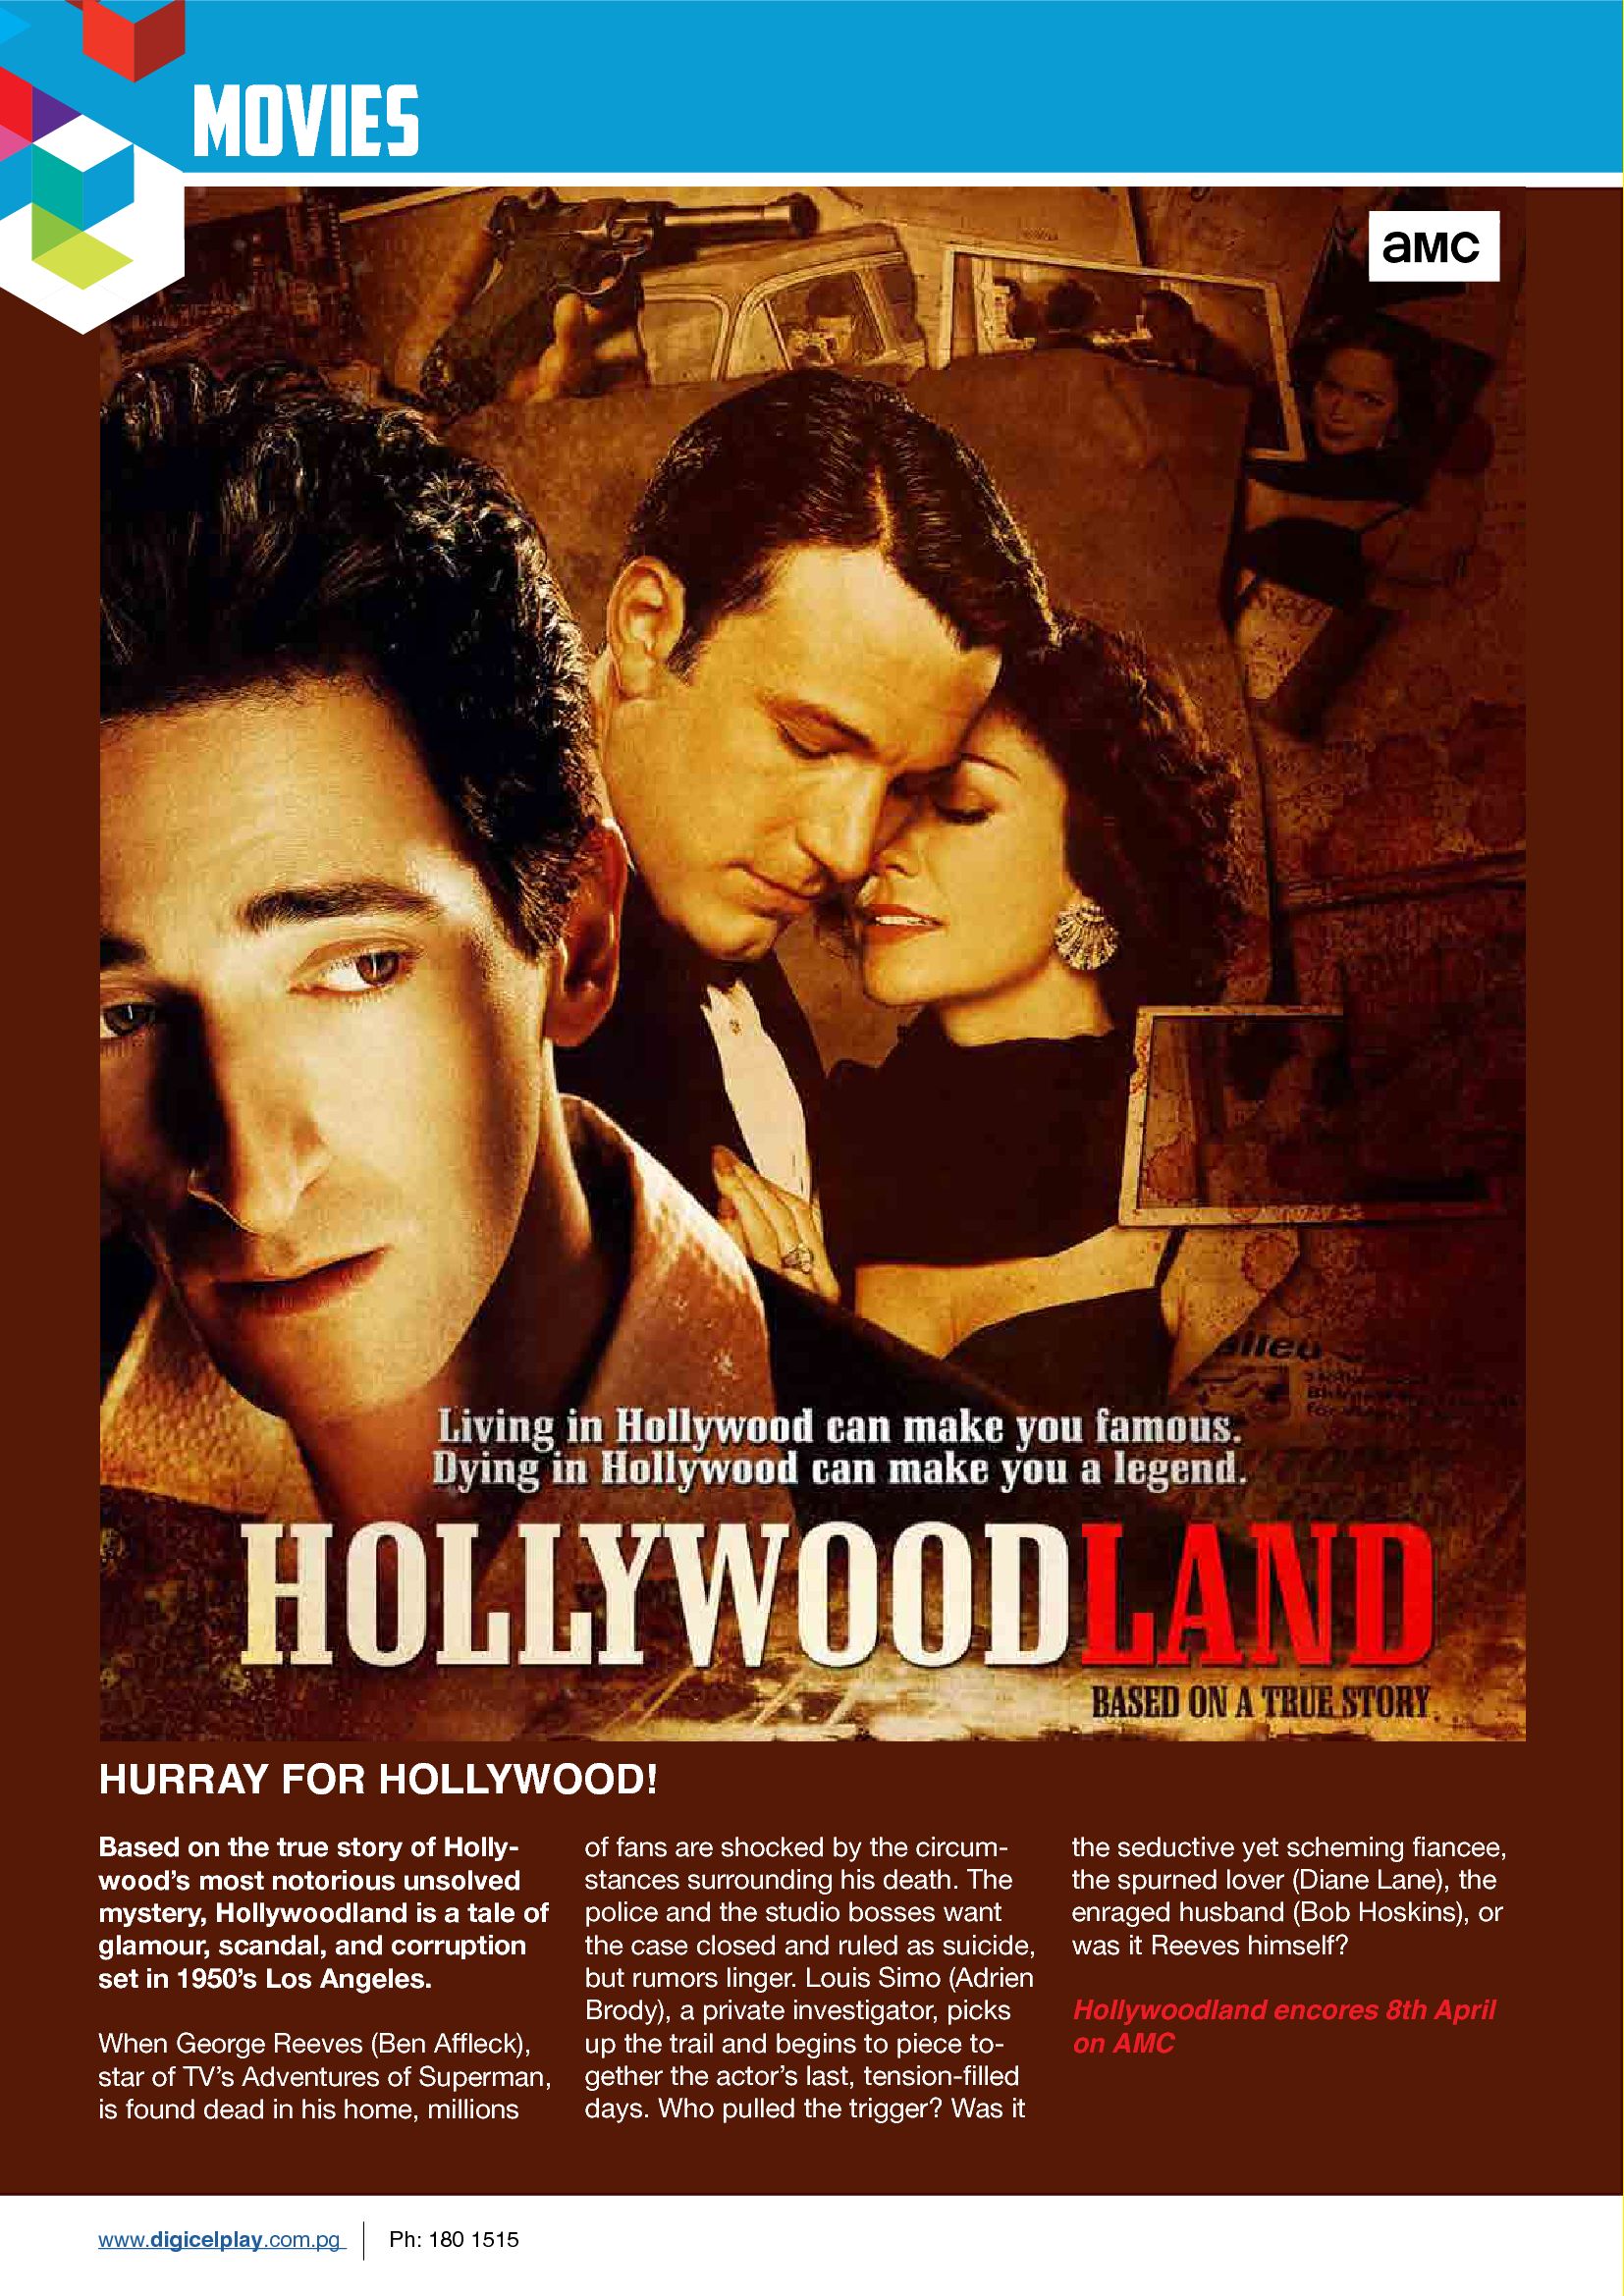 MOVIES
aMC
Living in Hollywood can make you famous.
Dying in Hollywood can make you a legend.
HOLLYWOODLAND
BASED ON A TRUE STORY
HURRAY FOR HOLLYWOOD!
Based on the true story of Holly-
wood’s most notorious unsolved
mystery, Hollywoodland is a tale of
glamour, scandal, and corruption
set in 1950’s Los Angeles.
When George Reeves (Ben Affleck),
star of TV’s Adventures of Superman,
is found dead in his home, millions
of fans are shocked by the circum-
stances surrounding his death. The
police and the studio bosses want
the case closed and ruled as suicide,
but rumors linger. Louis Simo (Adrien
Brody), a private investigator, picks
up the trail and begins to piece to-
gether the actor’s last, tension-filled
days. Who pulled the trigger? Was it
the seductive yet scheming fiancee,
the spurned lover (Diane Lane), the
enraged husband (Bob Hoskins), or
was it Reeves himself?
Hollywoodland encores 8th April
on AMC
www.digicelplay.com.pg
Ph: 180 1515